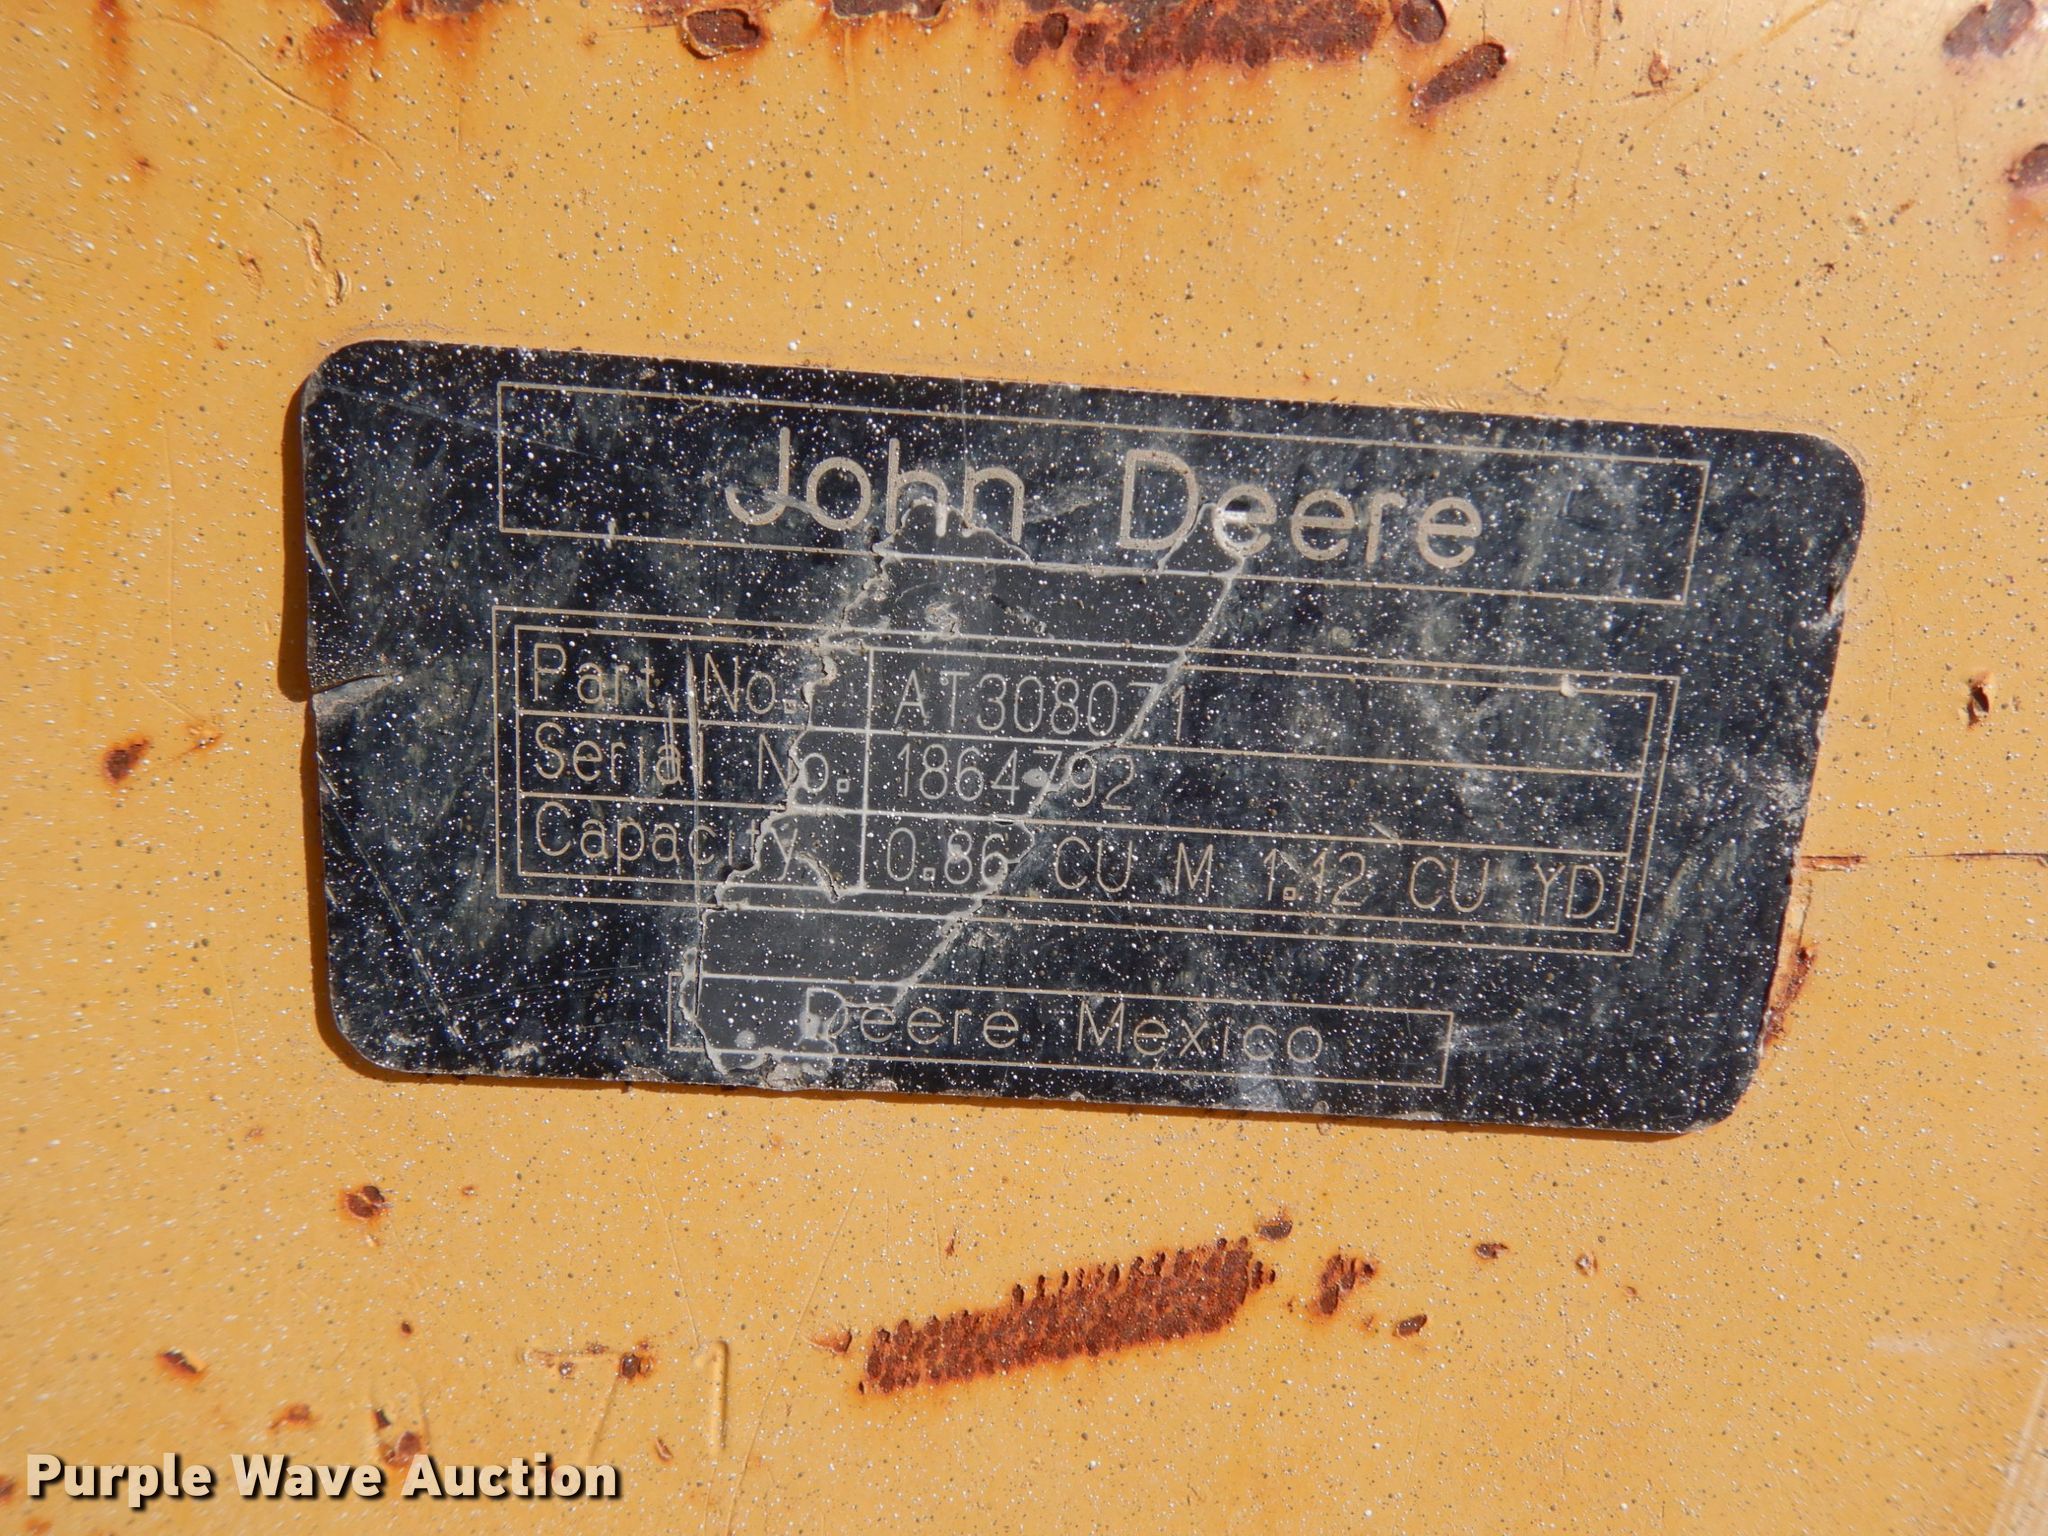 John Deere
Part No. AT308071
Serial No. 1864792
Capacity 0.86 CU M 1.12 CU YD
Deere Mexico
Purple Wave Auction